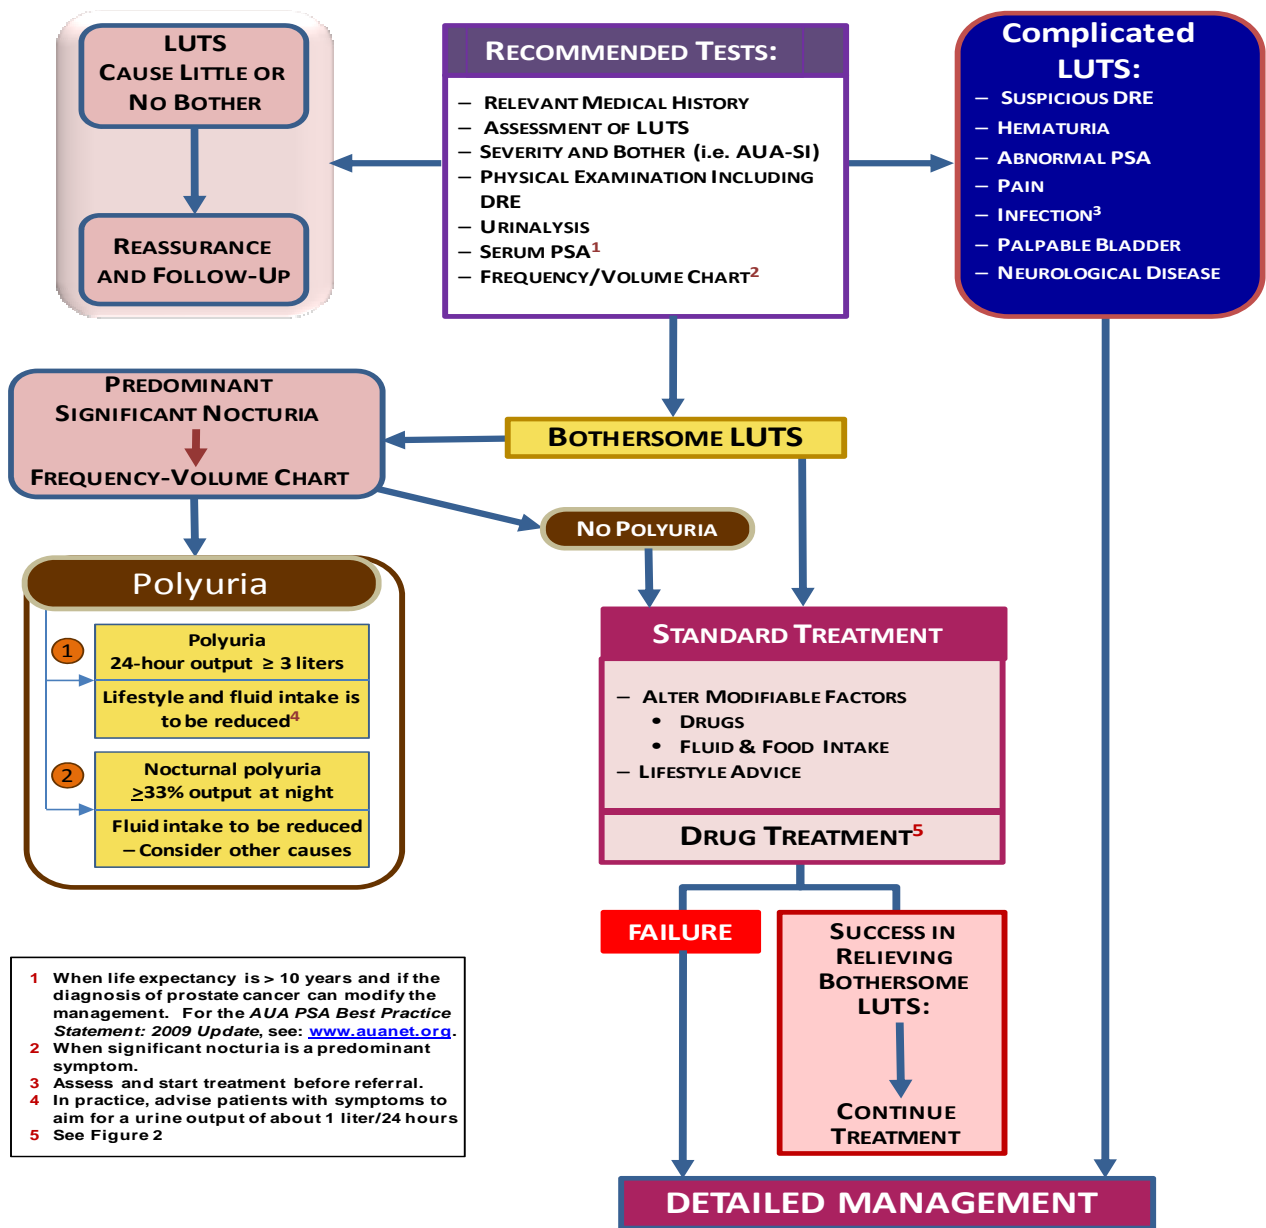 LUTS
CAUSE LITTLE OR
NO BOTHER
REASSURANCE
AND FOLLOW-UP
RECOMMENDED TESTS:
– RELEVANT MEDICAL HISTORY
– ASSESSMENT OF LUTS
– SEVERITY AND BOTHER (i.e. AUA-SI)
– PHYSICAL EXAMINATION INCLUDING
DRE
– URINALYSIS
– SERUM PSA1
– FREQUENCY/VOLUME CHART2
Complicated
LUTS:
– SUSPICIOUS DRE
– HEMATURIA
– ABNORMAL PSA
– PAIN
– INFECTION3
– PALPABLE BLADDER
– NEUROLOGICAL DISEASE
PREDOMINANT
SIGNIFICANT NOCTURIA
FREQUENCY-VOLUME CHART
BOTHERSOME LUTS
NO POLYURIA
Polyuria
1
Polyuria
24-hour output ≥ 3 liters
Lifestyle and fluid intake is
to be reduced4
2
Nocturnal polyuria
≥33% output at night
Fluid intake to be reduced
– Consider other causes
STANDARD TREATMENT
– ALTER MODIFIABLE FACTORS
• DRUGS
• FLUID & FOOD INTAKE
– LIFESTYLE ADVICE
DRUG TREATMENT5
FAILURE
SUCCESS IN
RELIEVING
BOTHERSOME
LUTS:
CONTINUE
TREATMENT
1 When life expectancy is > 10 years and if the
diagnosis of prostate cancer can modify the
management. For the AUA PSA Best Practice
Statement: 2009 Update, see: www.auanet.org.
2 When significant nocturia is a predominant
symptom.
3 Assess and start treatment before referral.
4 In practice, advise patients with symptoms to
aim for a urine output of about 1 liter/24 hours
5 See Figure 2
DETAILED MANAGEMENT